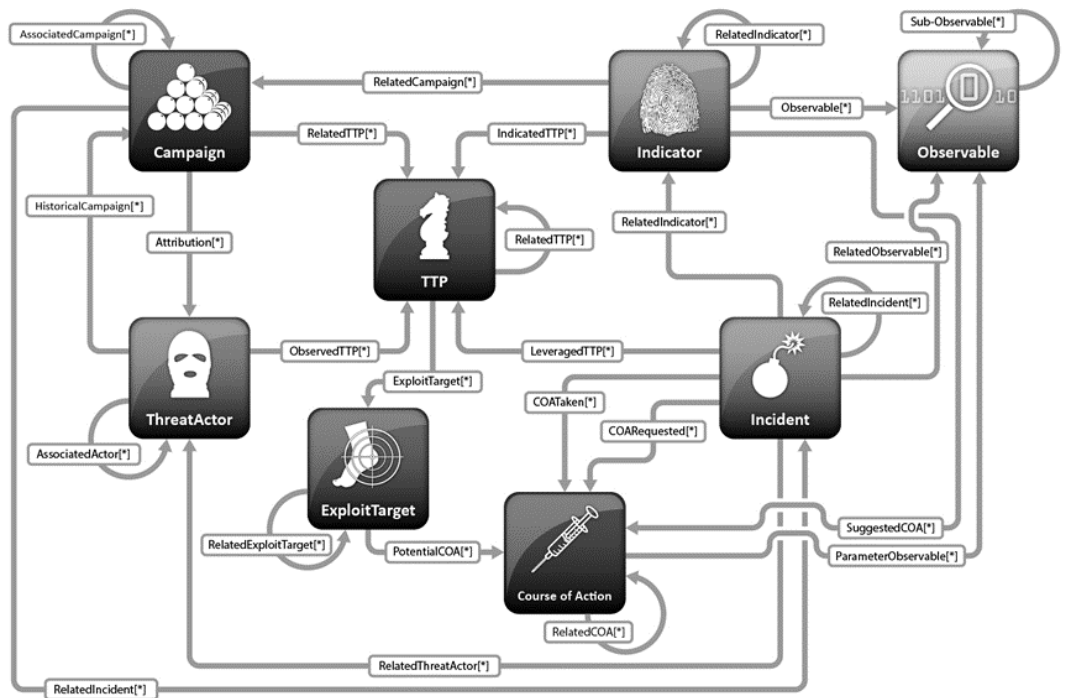 AssociatedCampaign[*]
RelatedIndicator[*]
Sub-Observable[*]
RelatedCampaign[*]
1101 0 10
Observable[*]
RelatedTTP[*]
IndicatedTTP[*]
Campaign
Indicator
Observable
HistoricalCampaign[*]
RelatedIndicator[*]
Attribution[*]
RelatedTTP[*]
RelatedObservable[*]
TTP
RelatedIncident[*]
ObservedTTP[*]
LeveragedTTP[*]
ExploitTarget[*]
COATaken[*]
ThreatActor
Incident
COARequested[*]
AssociatedActor[*]
ExploitTarget
SuggestedCOA[*]
RelatedExploitTarget[*]
PotentialCOA[*]
ParameterObservable[*]
Course of Action
RelatedCOA[*]
RelatedThreatActor[*]
RelatedIncident[*]